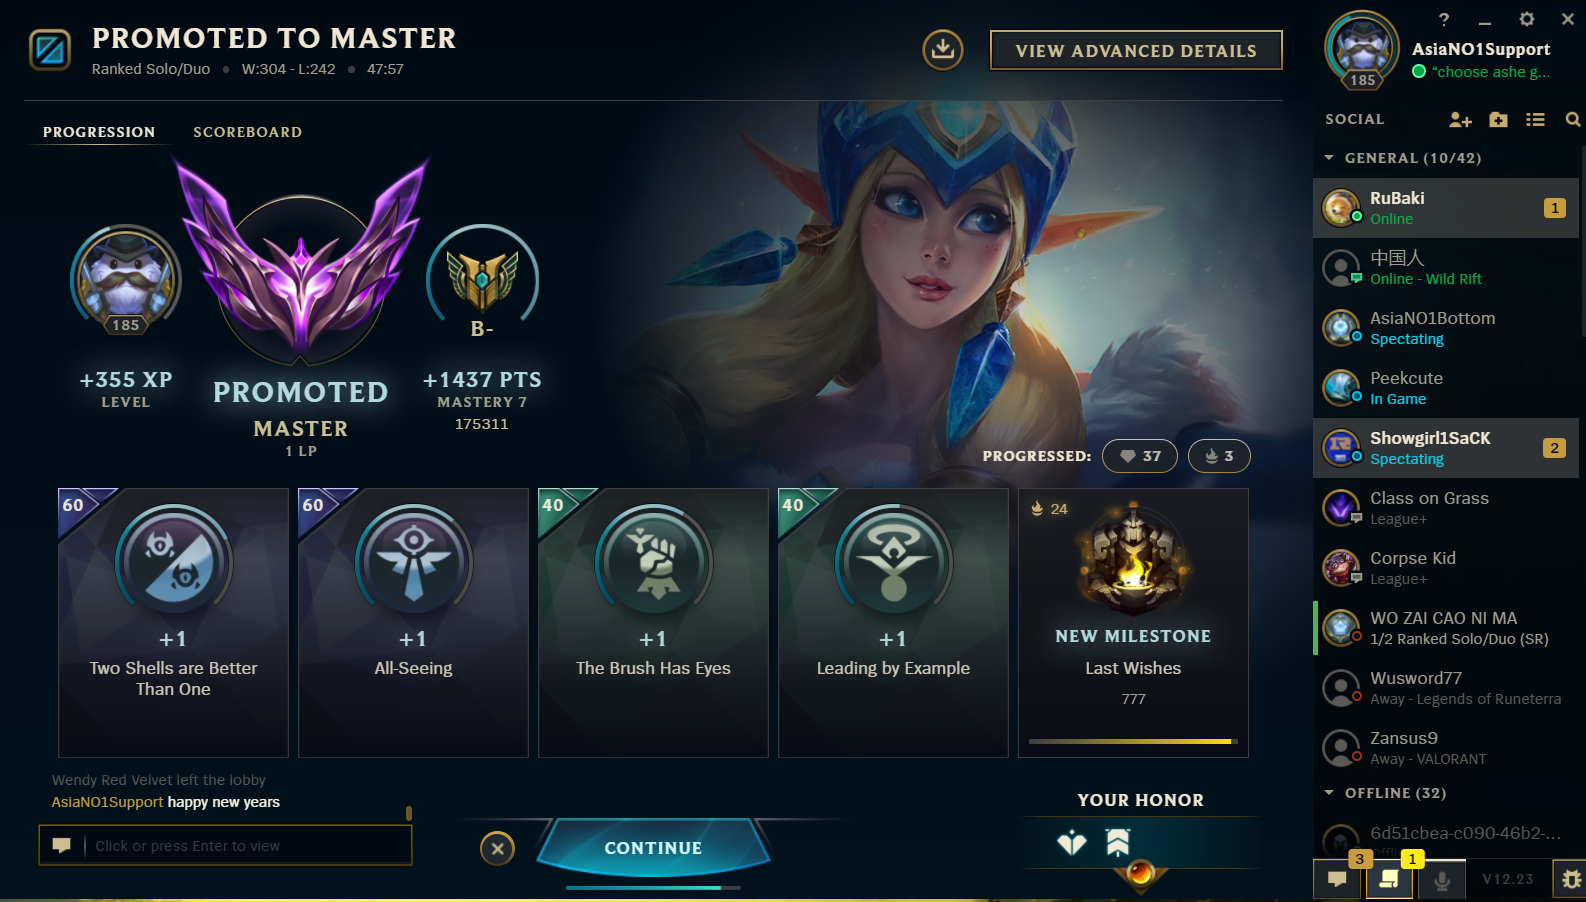 PROMOTED TO MASTER
Ranked Solo/Duo • W:304 - L:242 • 47:57
VIEW ADVANCED DETAILS
PROGRESSION
SCOREBOARD
185
B-
+355 XP
LEVEL
PROMOTED
MASTER
1 LP
+1437 PTS
MASTERY 7
175311
PROGRESSED:
37
3
60
+1
Two Shells are Better
Than One
60
+1
All-Seeing
40
+1
The Brush Has Eyes
40
+1
Leading by Example
24
NEW MILESTONE
Last Wishes
777
Wendy Red Velvet left the lobby
AsiaNO1Support happy new years
Click or press Enter to view
CONTINUE
YOUR HONOR
?
185
AsiaNO1Support
“choose ashe g...
SOCIAL
GENERAL (10/42)
RuBaki
Online
1
中国人
Online - Wild Rift
AsiaNO1Bottom
Spectating
Peekcute
In Game
Showgirl1SaCK
Spectating
2
Class on Grass
League+
Corpse Kid
League+
WO ZAI CAO NI MA
1/2 Ranked Solo/Duo (SR)
Wusword77
Away - Legends of Runeterra
Zansus9
Away - VALORANT
OFFLINE (32)
6d51cbea-c090-46b2-...
3
1
V12.23